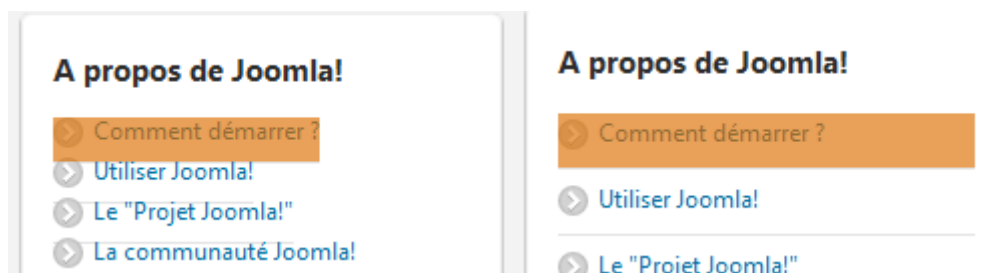 A propos de Joomla!
Comment démarrer ?
Utiliser Joomla!
Le "Projet Joomla!"
La communauté Joomla!
A propos de Joomla!
Comment démarrer ?
Utiliser Joomla!
Le "Projet Joomla!"